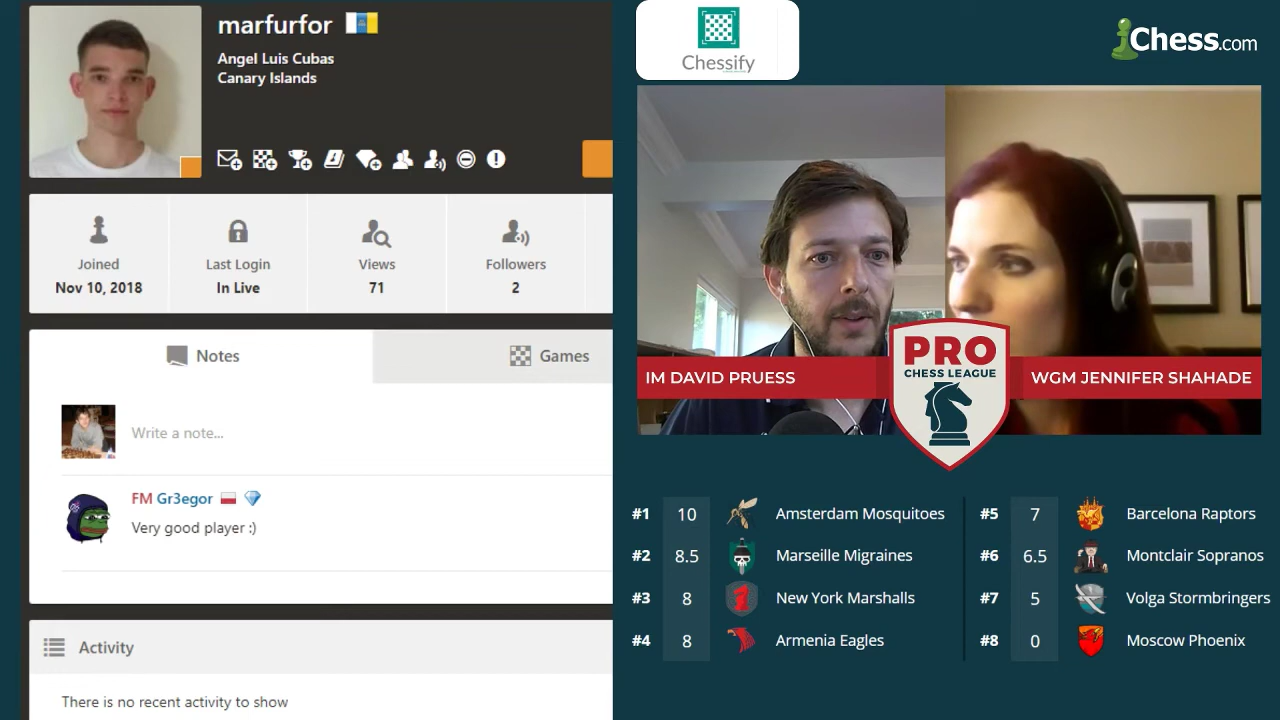 marfurfor
Angel Luis Cubas
Canary Islands
Joined
Nov 10, 2018
Last Login
In Live
Views
71
Followers
2
Notes
Games
Write a note...
FM Gr3egor
Very good player :)
Activity
There is no recent activity to show
Chessify
Chess.com
IM DAVID PRUESS
PRO
CHESS LEAGUE
WGM JENNIFER SHAHADE
#1 10 Amsterdam Mosquitoes
#2 8.5 Marseille Migraines
#3 8 New York Marshalls
#4 8 Armenia Eagles
#5 7 Barcelona Raptors
#6 6.5 Montclair Sopranos
#7 5 Volga Stormbringers
#8 0 Moscow Phoenix